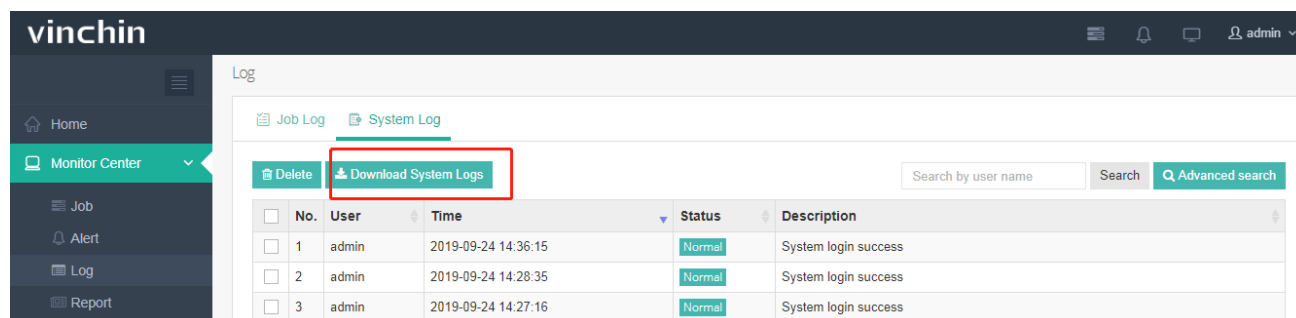 vinchin
admin
Log
Home
Job Log System Log
Monitor Center
Delete Download System Logs Search by user name Search Advanced search
Job
No. User Time Status Description
Alert
1 admin 2019-09-24 14:36:15 Normal System login success
Log
2 admin 2019-09-24 14:28:35 Normal System login success
Report
3 admin 2019-09-24 14:27:16 Normal System login success